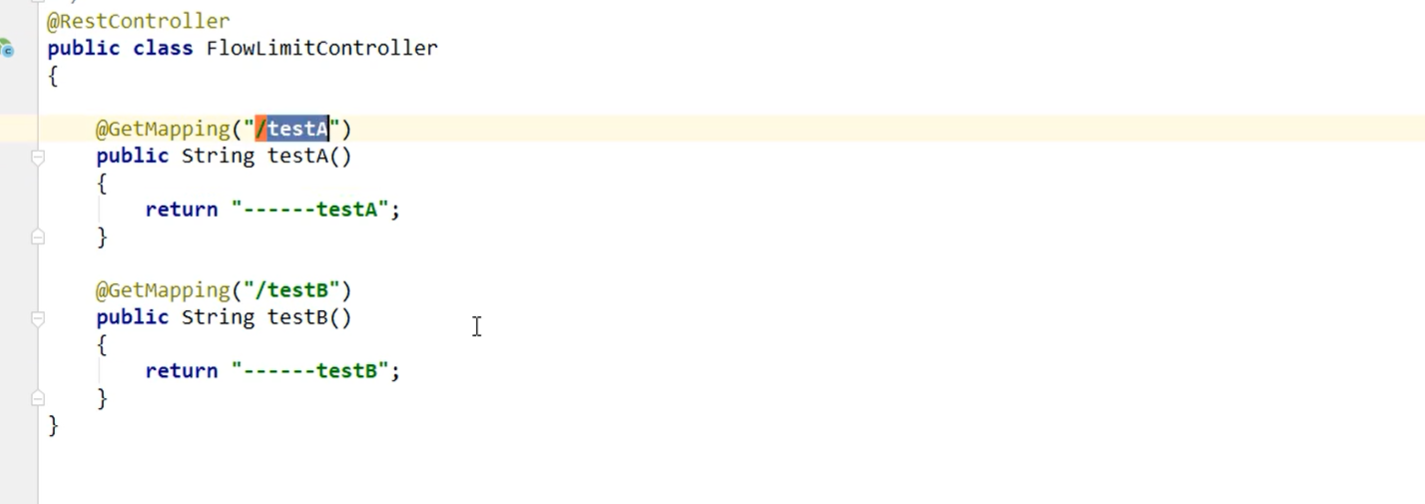 @RestController
public class FlowLimitController
{
@GetMapping("/testA")
public String testA()
{
return "------testA";
}
@GetMapping("/testB")
public String testB()
{
return "------testB";
}
}